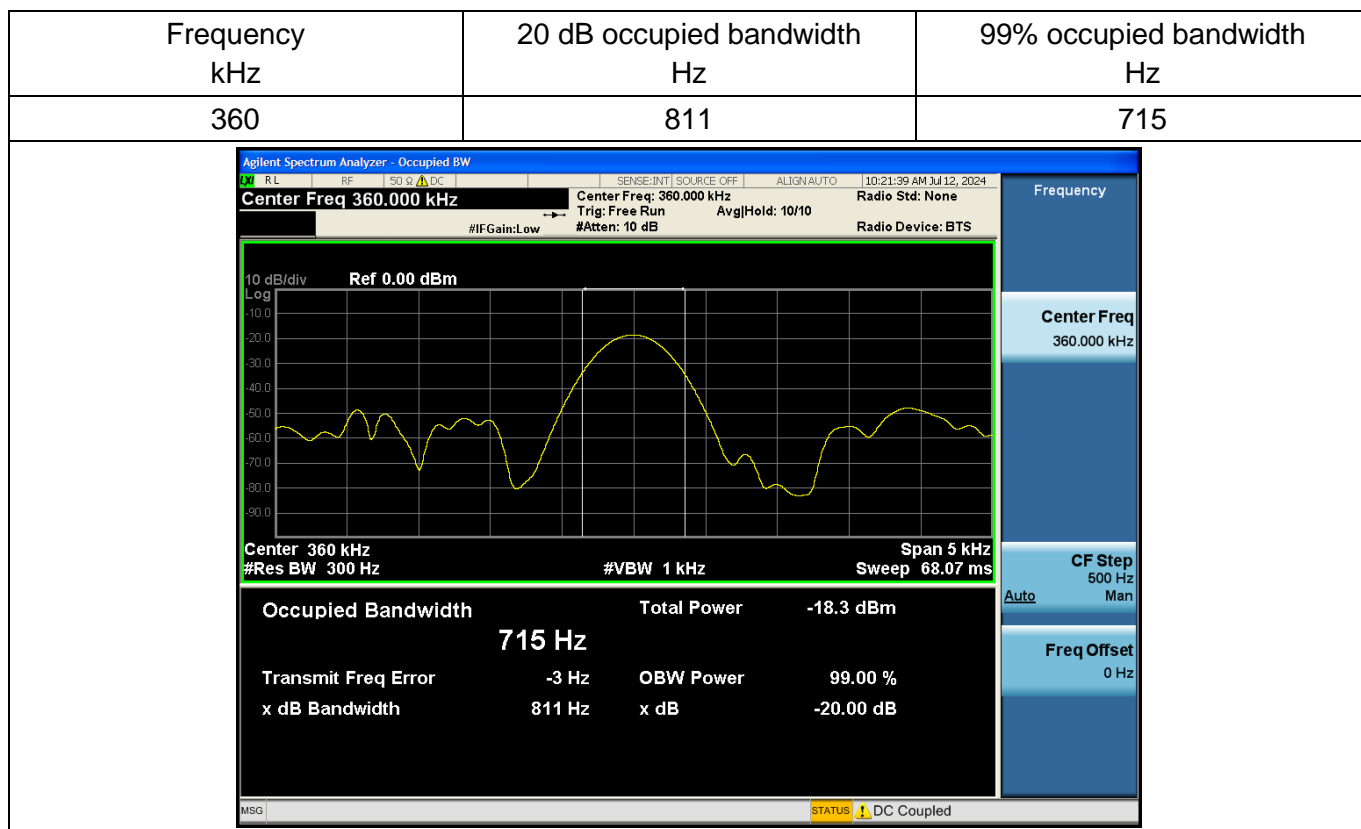 Frequency 20 dB occupied bandwidth 99% occupied bandwidth
kHz Hz Hz
360 811 715
Agilent Spectrum Analyzer - Occupied BW
LXI RL RF 50 Ω ⚠ DC SENSE:INT SOURCE OFF ALIGN AUTO 10:21:39 AM Jul 12, 2024
Center Freq 360.000 kHz Center Freq: 360.000 kHz Radio Std: None
Trig: Free Run Avg|Hold: 10/10
#IFGain:Low #Atten: 10 dB Radio Device: BTS
Frequency
10 dB/div Ref 0.00 dBm
Log
-10.0
-20.0
-30.0
-40.0
-50.0
-60.0
-70.0
-80.0
-90.0
Center 360 kHz Span 5 kHz
#Res BW 300 Hz #VBW 1 kHz Sweep 68.07 ms
Occupied Bandwidth Total Power -18.3 dBm
715 Hz
Transmit Freq Error -3 Hz OBW Power 99.00 %
x dB Bandwidth 811 Hz x dB -20.00 dB
Center Freq
360.000 kHz
CF Step
500 Hz
Auto Man
Freq Offset
0 Hz
MSG STATUS ⚠ DC Coupled